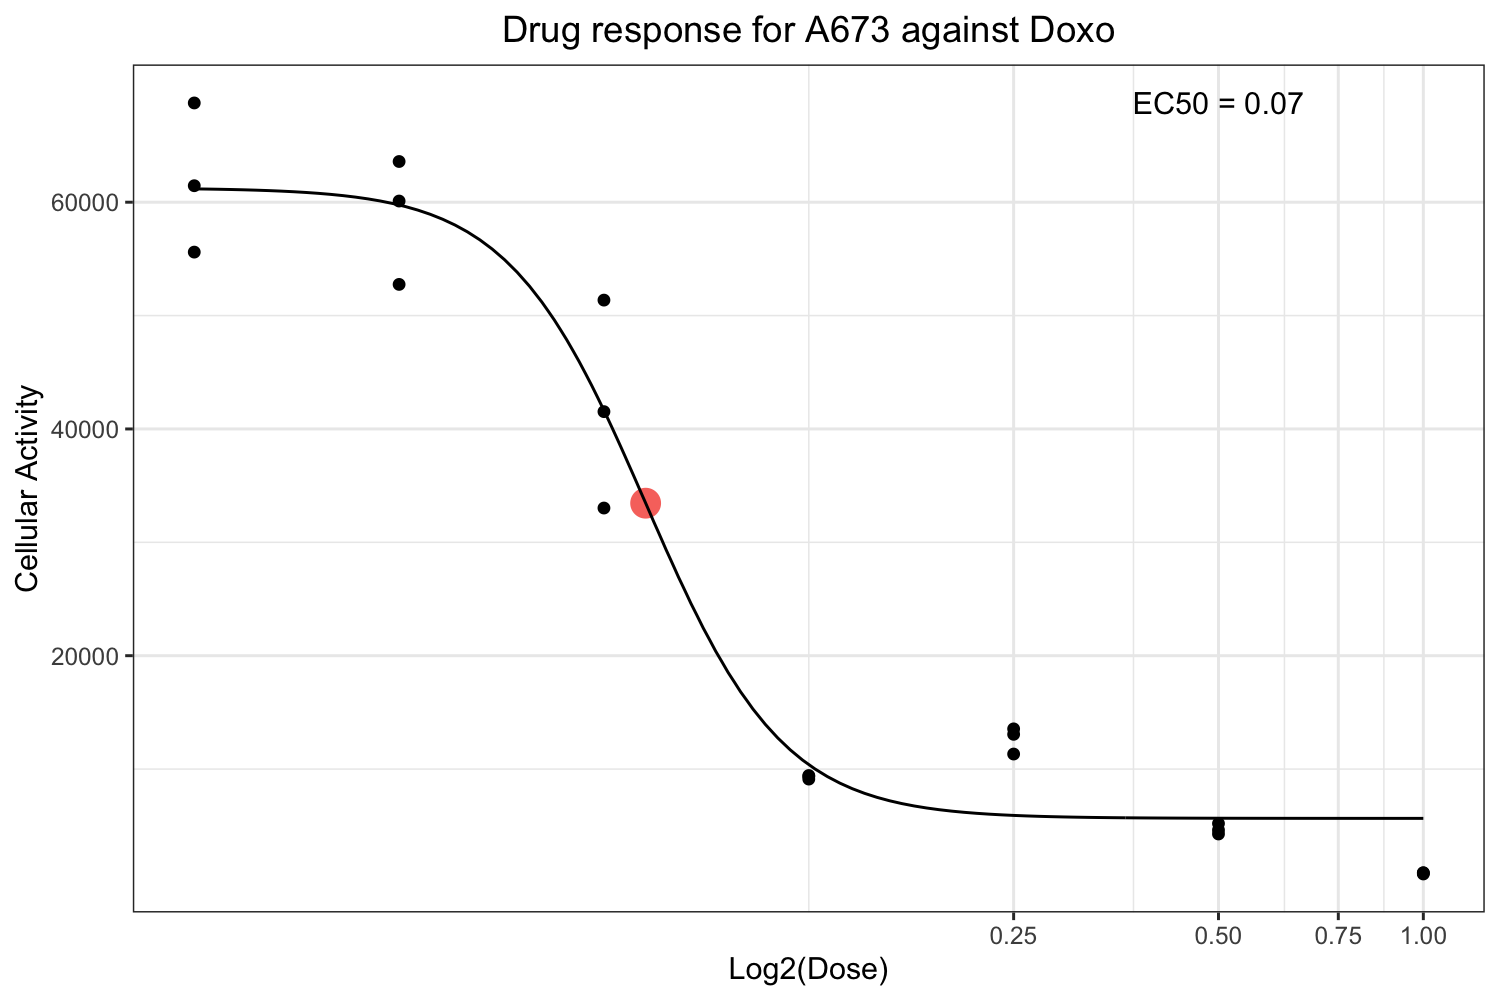 Drug response for A673 against Doxo
EC50 = 0.07
60000
40000
20000
Cellular Activity
0.25 0.50 0.75 1.00
Log2(Dose)